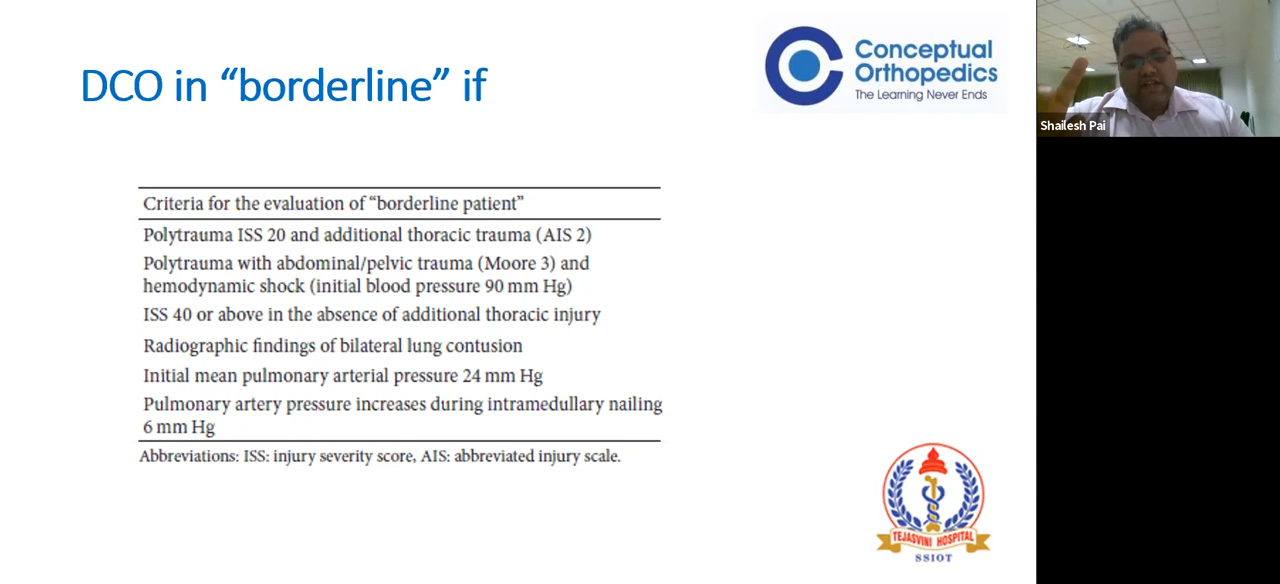 DCO in “borderline” if
Conceptual
Orthopedics
The Learning Never Ends
Shailesh Pai
Criteria for the evaluation of “borderline patient”
Polytrauma ISS 20 and additional thoracic trauma (AIS 2)
Polytrauma with abdominal/pelvic trauma (Moore 3) and
hemodynamic shock (initial blood pressure 90 mm Hg)
ISS 40 or above in the absence of additional thoracic injury
Radiographic findings of bilateral lung contusion
Initial mean pulmonary arterial pressure 24 mm Hg
Pulmonary artery pressure increases during intramedullary nailing
6 mm Hg
Abbreviations: ISS: injury severity score, AIS: abbreviated injury scale.
TEJASVINI HOSPITAL
SSIOT